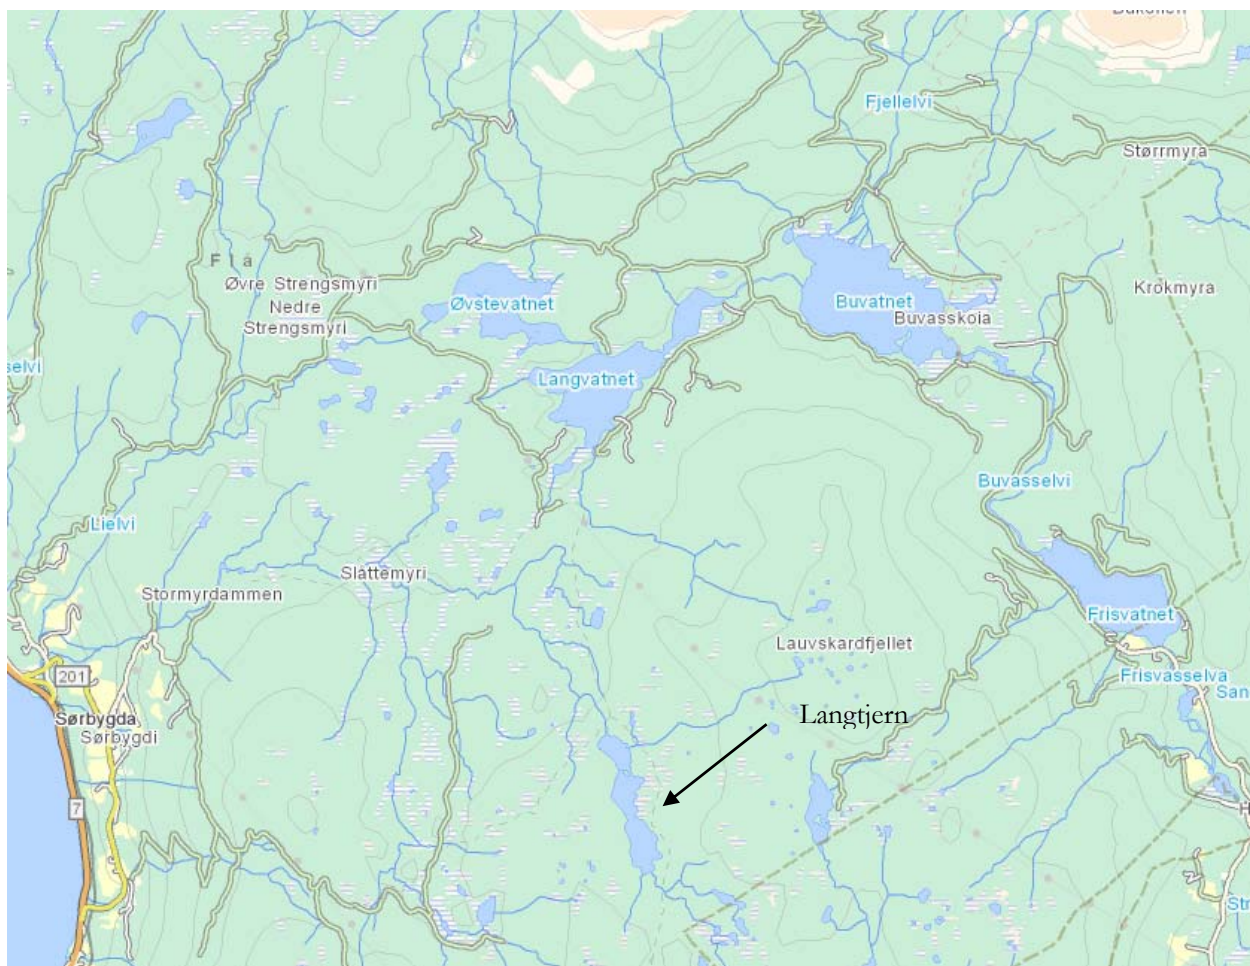 Fjellelvi
Størrmyra
F l å
Øvre Strengsmyri
Nedre
Strengsmyri
Øvstevatnet
Buvatnet
Buvasskoia
Krokmyra
selvi
Langvatnet
Buvasselvi
Lielvi
Slåttemyri
Stormyrdammen
Frisvatnet
Lauvskardfjellet
201
Frisvasselva
San
Sørbygda
Sørbygdi
Langtjern
7
H
Str
St